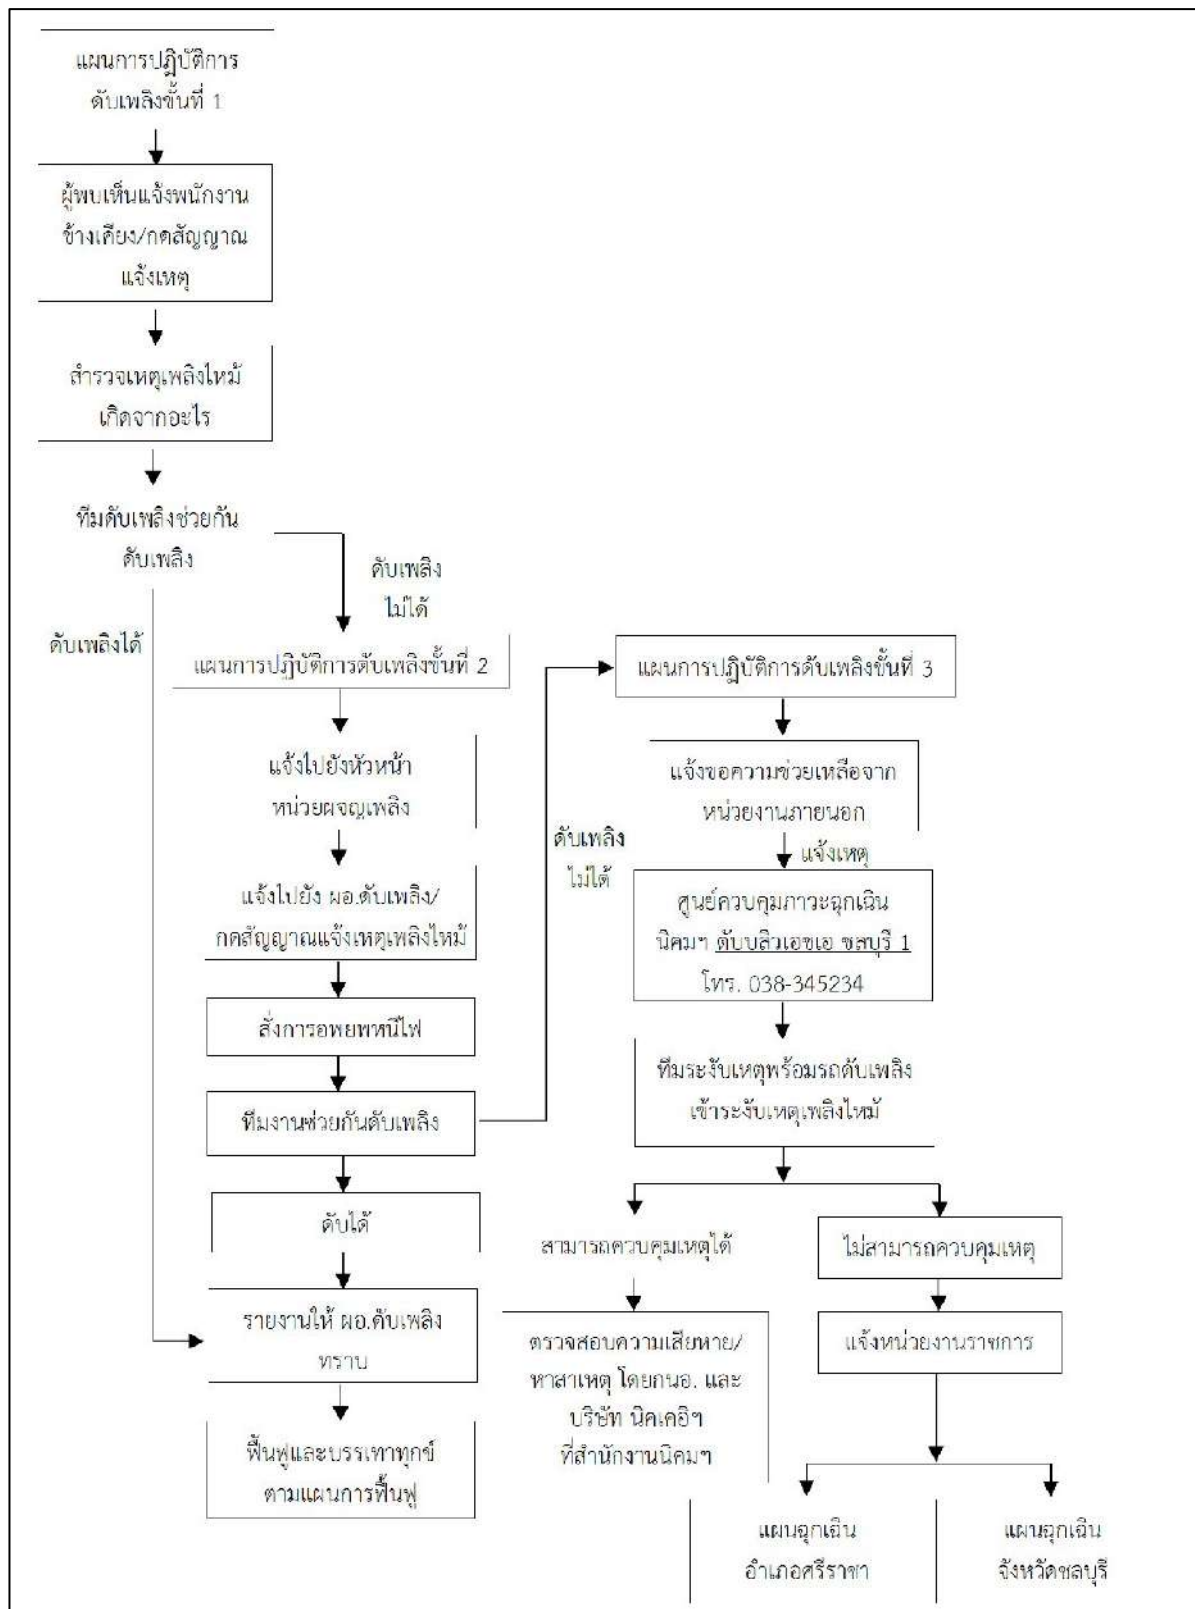 แผนการปฏิบัติการ
ดับเพลิงขั้นที่ 1
ผู้พบเห็นแจ้งพนักงาน
ข้างเคียง/กดสัญญาณ
แจ้งเหตุ
สำรวจเหตุเพลิงไหม้
เกิดจากอะไร
ทีมดับเพลิงช่วยกัน
ดับเพลิง
ดับเพลิง
ไม่ได้
ดับเพลิงได้
แผนการปฏิบัติการดับเพลิงขั้นที่ 2
แจ้งไปยังหัวหน้า
หน่วยผจญเพลิง
แจ้งไปยัง ผอ.ดับเพลิง/
กดสัญญาณแจ้งเหตุเพลิงไหม้
สั่งการอพยพหนีไฟ
ทีมงานช่วยกันดับเพลิง
ดับได้
รายงานให้ ผอ.ดับเพลิง
ทราบ
ฟื้นฟูและบรรเทาทุกข์
ตามแผนการฟื้นฟู
ดับเพลิง
ไม่ได้
แผนการปฏิบัติการดับเพลิงขั้นที่ 3
แจ้งขอความช่วยเหลือจาก
หน่วยงานภายนอก
แจ้งเหตุ
ศูนย์ควบคุมภาวะฉุกเฉิน
นิคมฯ ดับบลิวเอชเอ ชลบุรี 1
โทร. 038-345234
ทีมระงับเหตุพร้อมรถดับเพลิง
เข้าระงับเหตุเพลิงไหม้
สามารถควบคุมเหตุได้
ตรวจสอบความเสียหาย/
หาสาเหตุ โดยกนอ. และ
บริษัท นิคเคอิฯ
ที่สำนักงานนิคมฯ
ไม่สามารถควบคุมเหตุ
แจ้งหน่วยงานราชการ
แผนฉุกเฉิน
อำเภอศรีราชา
แผนฉุกเฉิน
จังหวัดชลบุรี